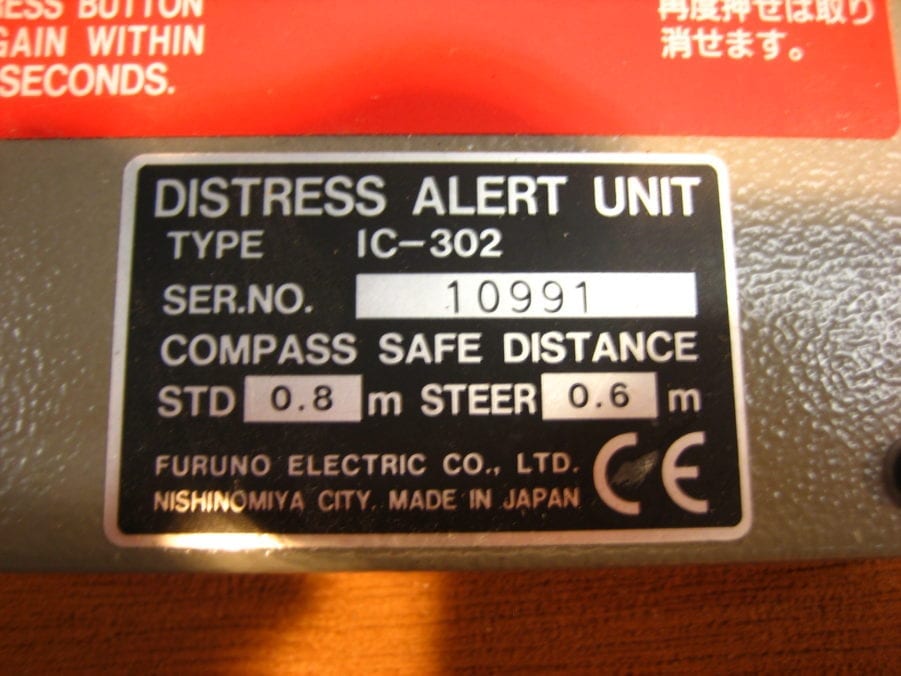 PRESS BUTTON
AGAIN WITHIN
SECONDS.
再度押せば取り
消せます。
DISTRESS ALERT UNIT
TYPE IC-302
SER.NO. 10991
COMPASS SAFE DISTANCE
STD 0.8 m STEER 0.6 m
FURUNO ELECTRIC CO., LTD.
NISHINOMIYA CITY. MADE IN JAPAN
CE